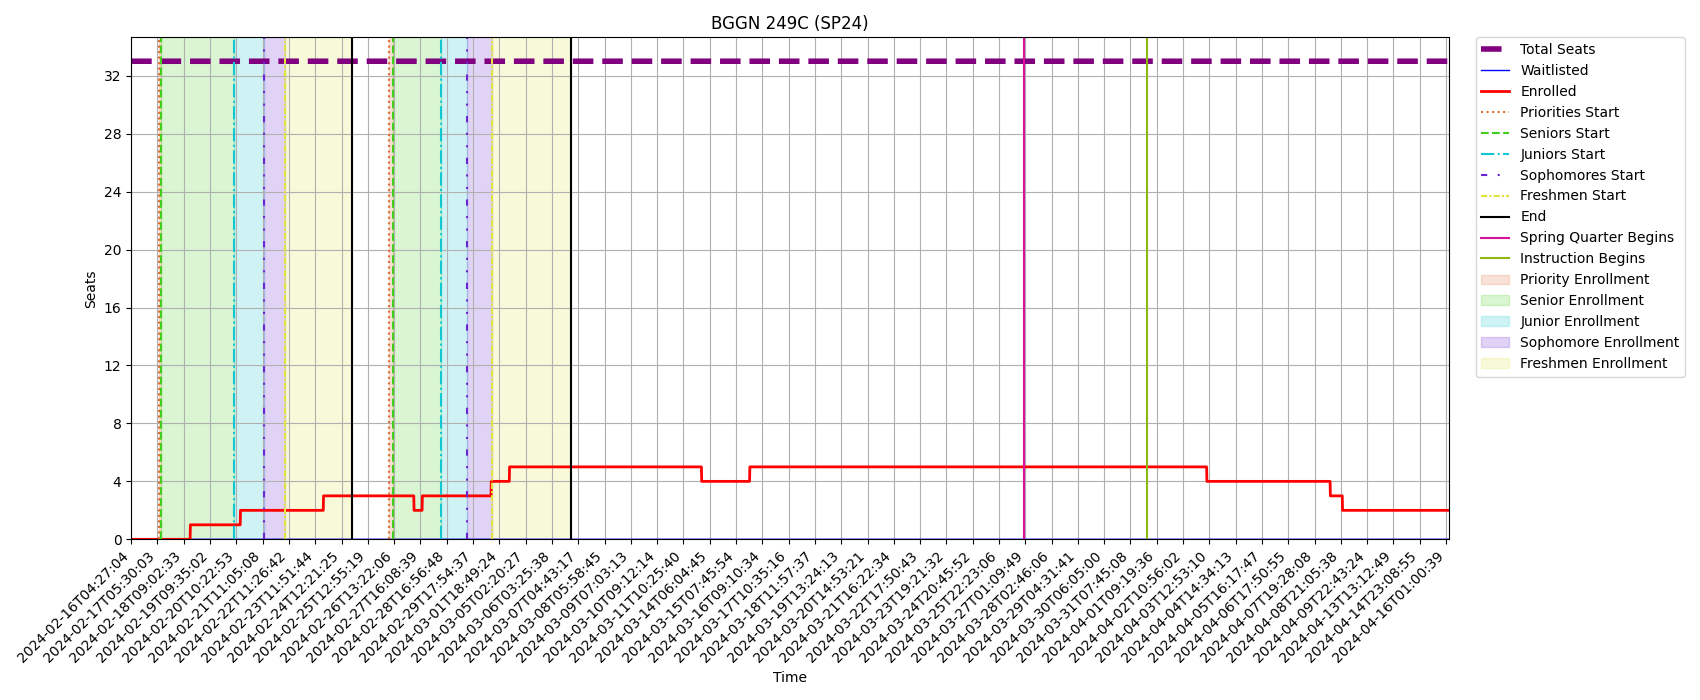 BGGN 249C (SP24)
Seats
32
28
24
20
16
12
8
4
0
2024-02-16T04:27:04
2024-02-17T05:30:03
2024-02-18T09:02:33
2024-02-19T09:35:02
2024-02-20T10:22:53
2024-02-21T11:05:08
2024-02-22T11:26:42
2024-02-23T11:51:44
2024-02-24T12:21:25
2024-02-25T12:55:19
2024-02-26T13:22:06
2024-02-27T16:08:39
2024-02-28T16:56:48
2024-02-29T17:54:37
2024-03-01T18:49:24
2024-03-05T02:20:27
2024-03-06T03:25:38
2024-03-07T04:43:17
2024-03-08T05:58:45
2024-03-09T07:03:13
2024-03-10T09:12:14
2024-03-11T10:25:40
2024-03-14T06:04:45
2024-03-15T07:45:54
2024-03-16T09:10:34
2024-03-17T10:35:16
2024-03-18T11:57:37
2024-03-19T13:24:13
2024-03-20T14:53:21
2024-03-21T16:22:34
2024-03-22T17:50:43
2024-03-23T19:21:32
2024-03-24T20:45:52
2024-03-25T22:23:06
2024-03-27T01:09:49
2024-03-28T02:46:06
2024-03-29T04:31:41
2024-03-30T06:05:00
2024-03-31T07:45:08
2024-04-01T09:19:36
2024-04-02T10:56:02
2024-04-03T12:53:10
2024-04-04T14:34:13
2024-04-05T16:17:47
2024-04-06T17:50:55
2024-04-07T19:28:08
2024-04-08T21:05:38
2024-04-09T22:43:24
2024-04-13T13:12:49
2024-04-14T23:08:55
2024-04-16T01:00:39
Time
Total Seats
Waitlisted
Enrolled
Priorities Start
Seniors Start
Juniors Start
Sophomores Start
Freshmen Start
End
Spring Quarter Begins
Instruction Begins
Priority Enrollment
Senior Enrollment
Junior Enrollment
Sophomore Enrollment
Freshmen Enrollment